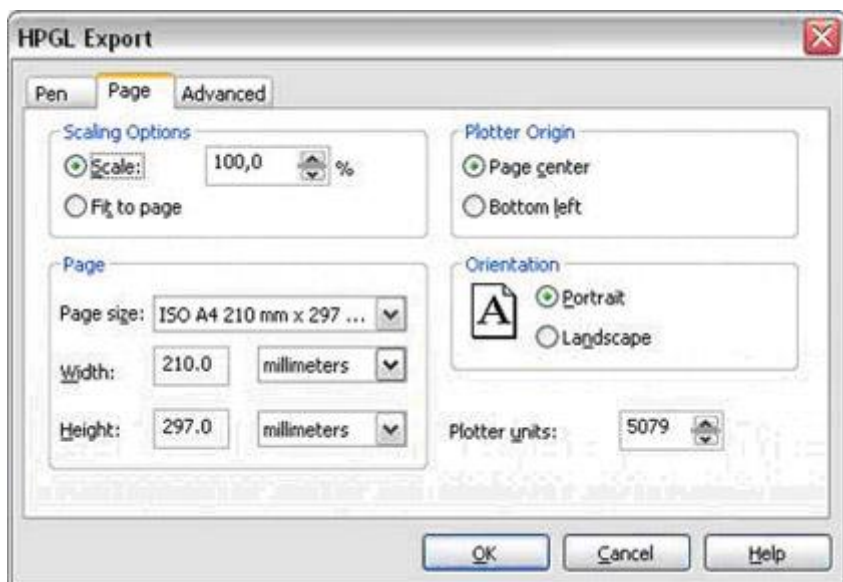 HPGL Export
Pen Page Advanced
Scaling Options
Scale: 100,0 %
Fit to page
Plotter Origin
Page center
Bottom left
Page
Page size: ISO A4 210 mm x 297 ...
Width: 210.0 millimeters
Height: 297.0 millimeters
Orientation
A
Portrait
Landscape
Plotter units: 5079
OK Cancel Help